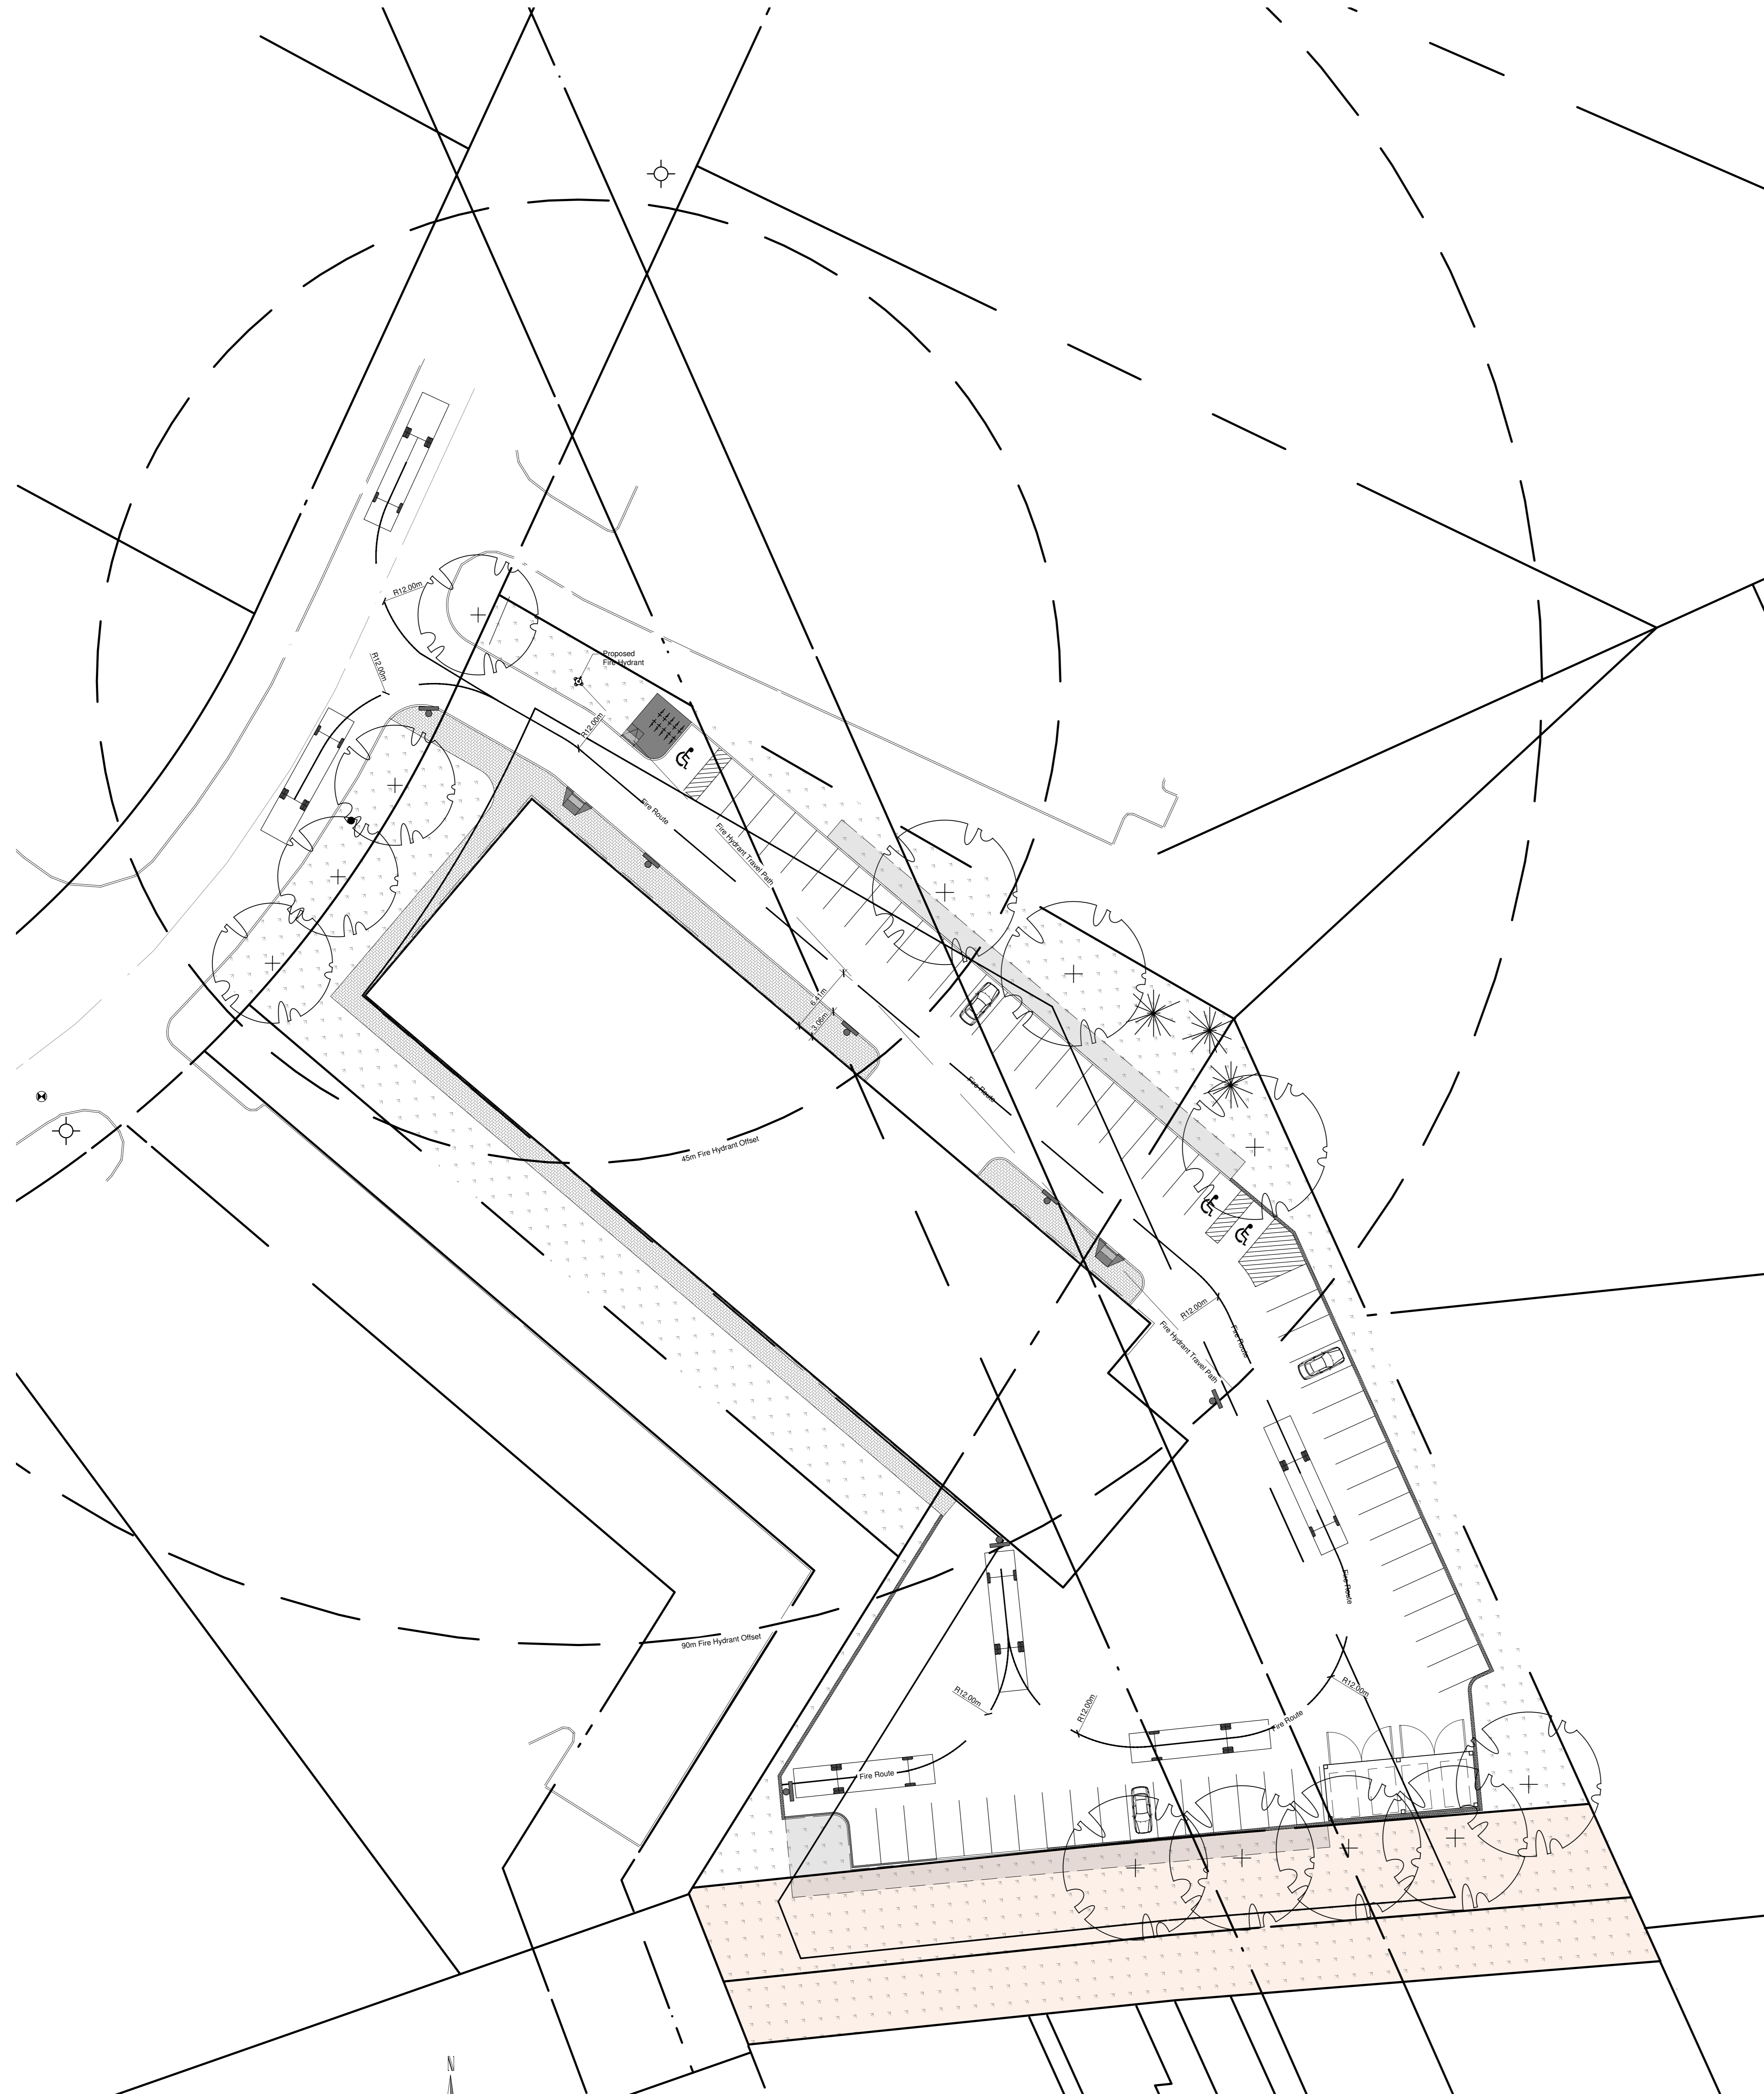 R12.00m
R12.00m
Proposed
Fire Hydrant
R12.00m
Fire Route
Fire Hydrant Travel Path
6.41m
3.06m
Fire Route
45m Fire Hydrant Offset
R12.00m
Fire Route
Fire Hydrant Travel Path
Fire Route
90m Fire Hydrant Offset
R12.00m
R12.00m
R12.00m
Fire Route
Fire Route
N